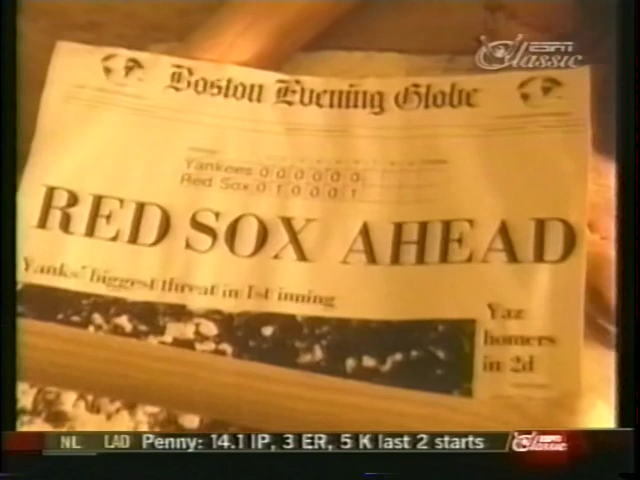 ESPN
Classic
Boston Evening Globe
Yankees 0 0 0 0 0 0
Red Sox 0 1 0 0 0 1
RED SOX AHEAD
Yanks' biggest threat in 1st inning
Yaz
homers
in 2d
NL LAD Penny: 14.1 IP, 3 ER, 5 K last 2 starts
ESPN
Classic